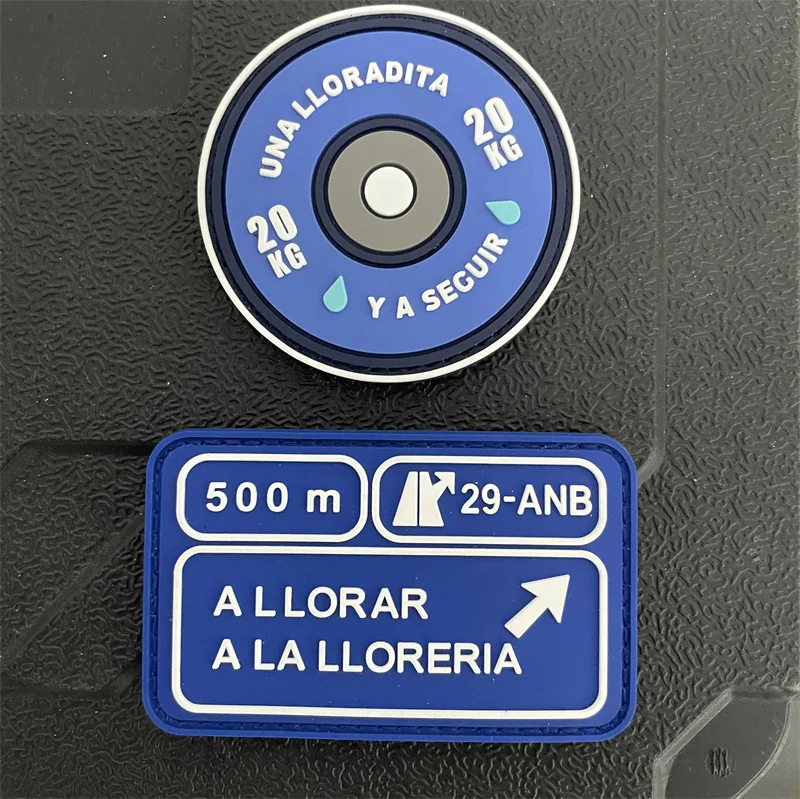 UNA LLORADITA
20
KG
20
KG
Y A SEGUIR
500 m
29-ANB
A LLORAR
A LA LLORERIA